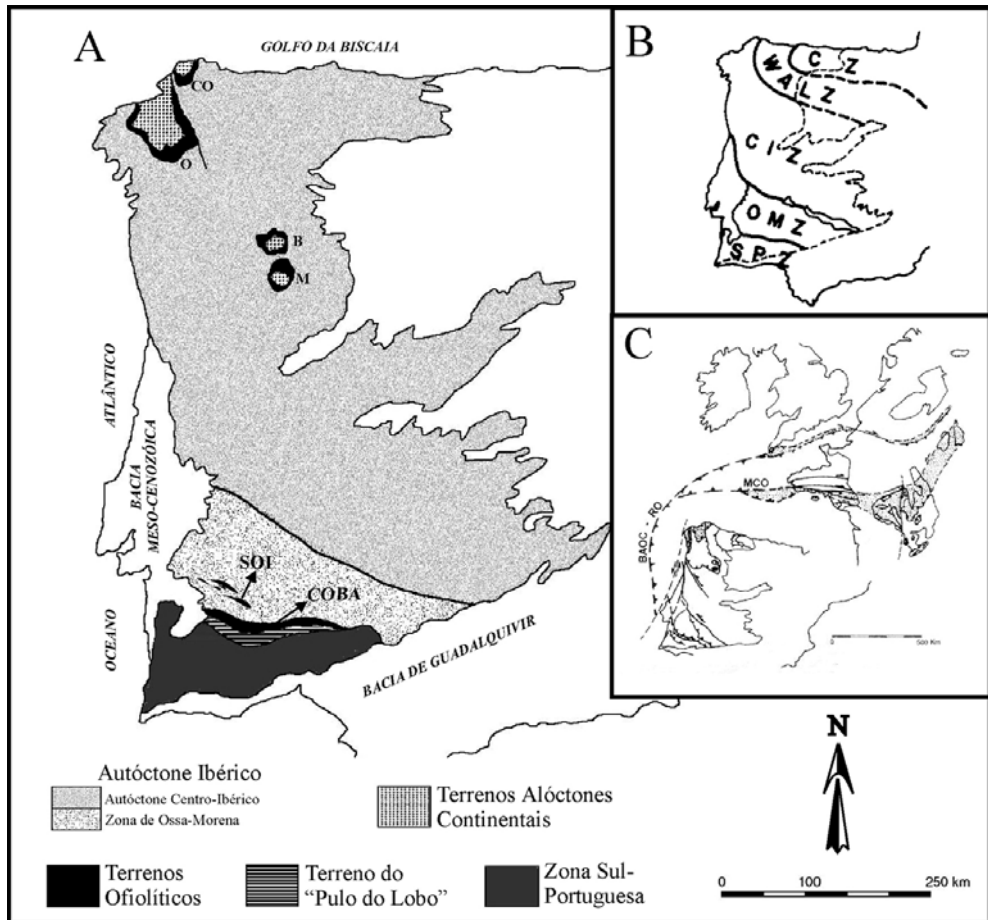 A
GOLFO DA BISCAIA
CO
O
B
M
ATLÁNTICO
BACIA
MESO-CENOZÓICA
OCEANO
SOI
COBA
BACIA DE GUADALQUIVIR
Autóctone Ibérico
Autóctone Centro-Ibérico
Zona de Ossa-Morena
Terrenos Alóctones
Continentais
Terrenos
Ofiolíticos
Terreno do
"Pulo do Lobo"
Zona Sul-
Portuguesa
B
C Z
W A L Z
C I Z
O M Z
S P
C
MCO
BAOC - RO
0
500 Km
N
0 100 250 km